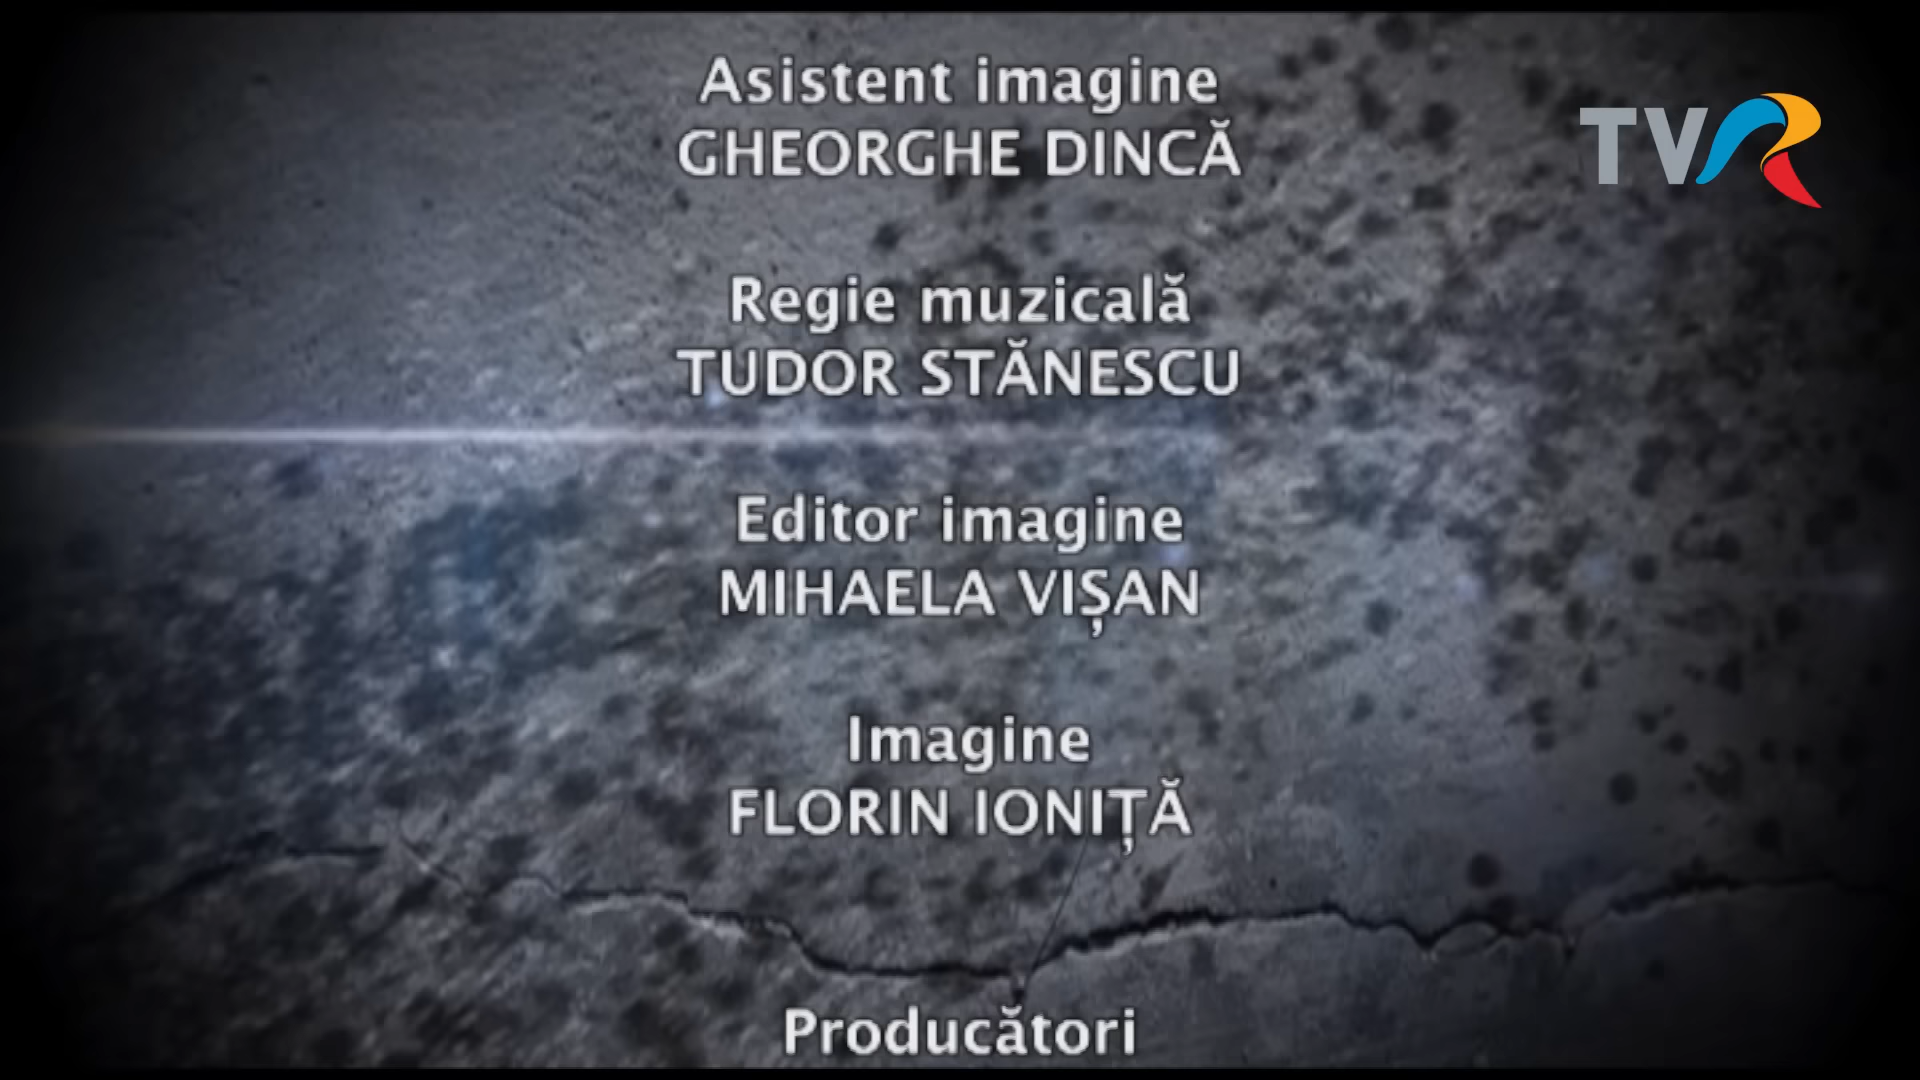 Asistent imagine
GHEORGHE DINCĂ
TVR
Regie muzicală
TUDOR STĂNESCU
Editor imagine
MIHAELA VIȘAN
Imagine
FLORIN IONIȚĂ
Producători